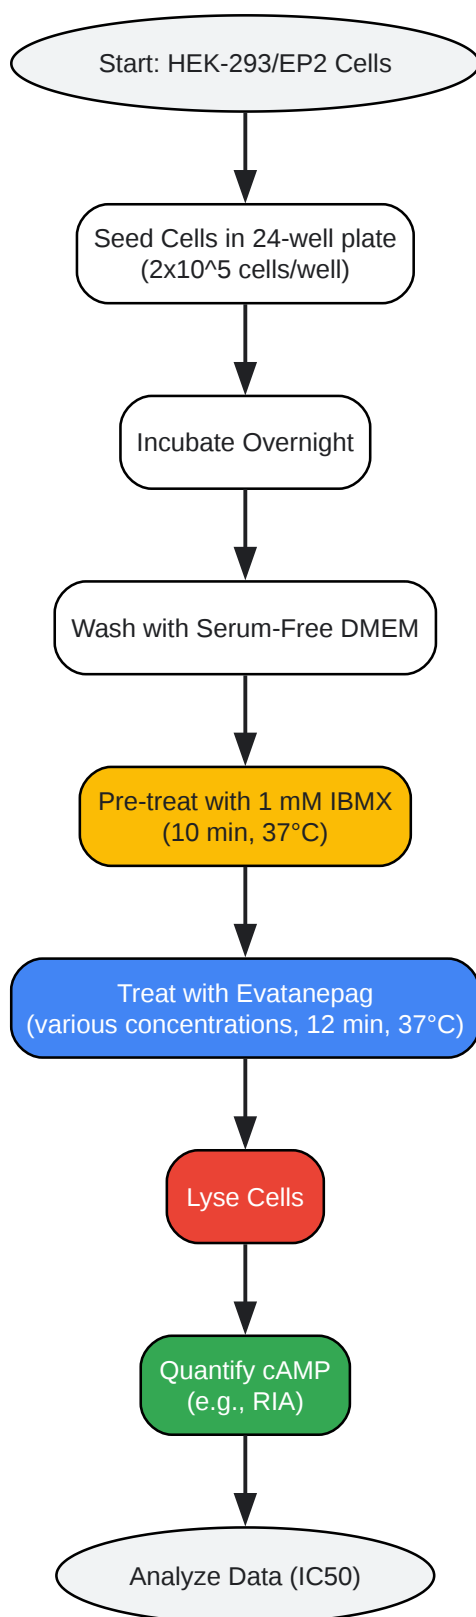 Start: HEK-293/EP2 Cells
Seed Cells in 24-well plate
(2x10^5 cells/well)
Incubate Overnight
Wash with Serum-Free DMEM
Pre-treat with 1 mM IBMX
(10 min, 37°C)
Treat with Evatanepag
(various concentrations, 12 min, 37°C)
Lyse Cells
Quantify cAMP
(e.g., RIA)
Analyze Data (IC50)